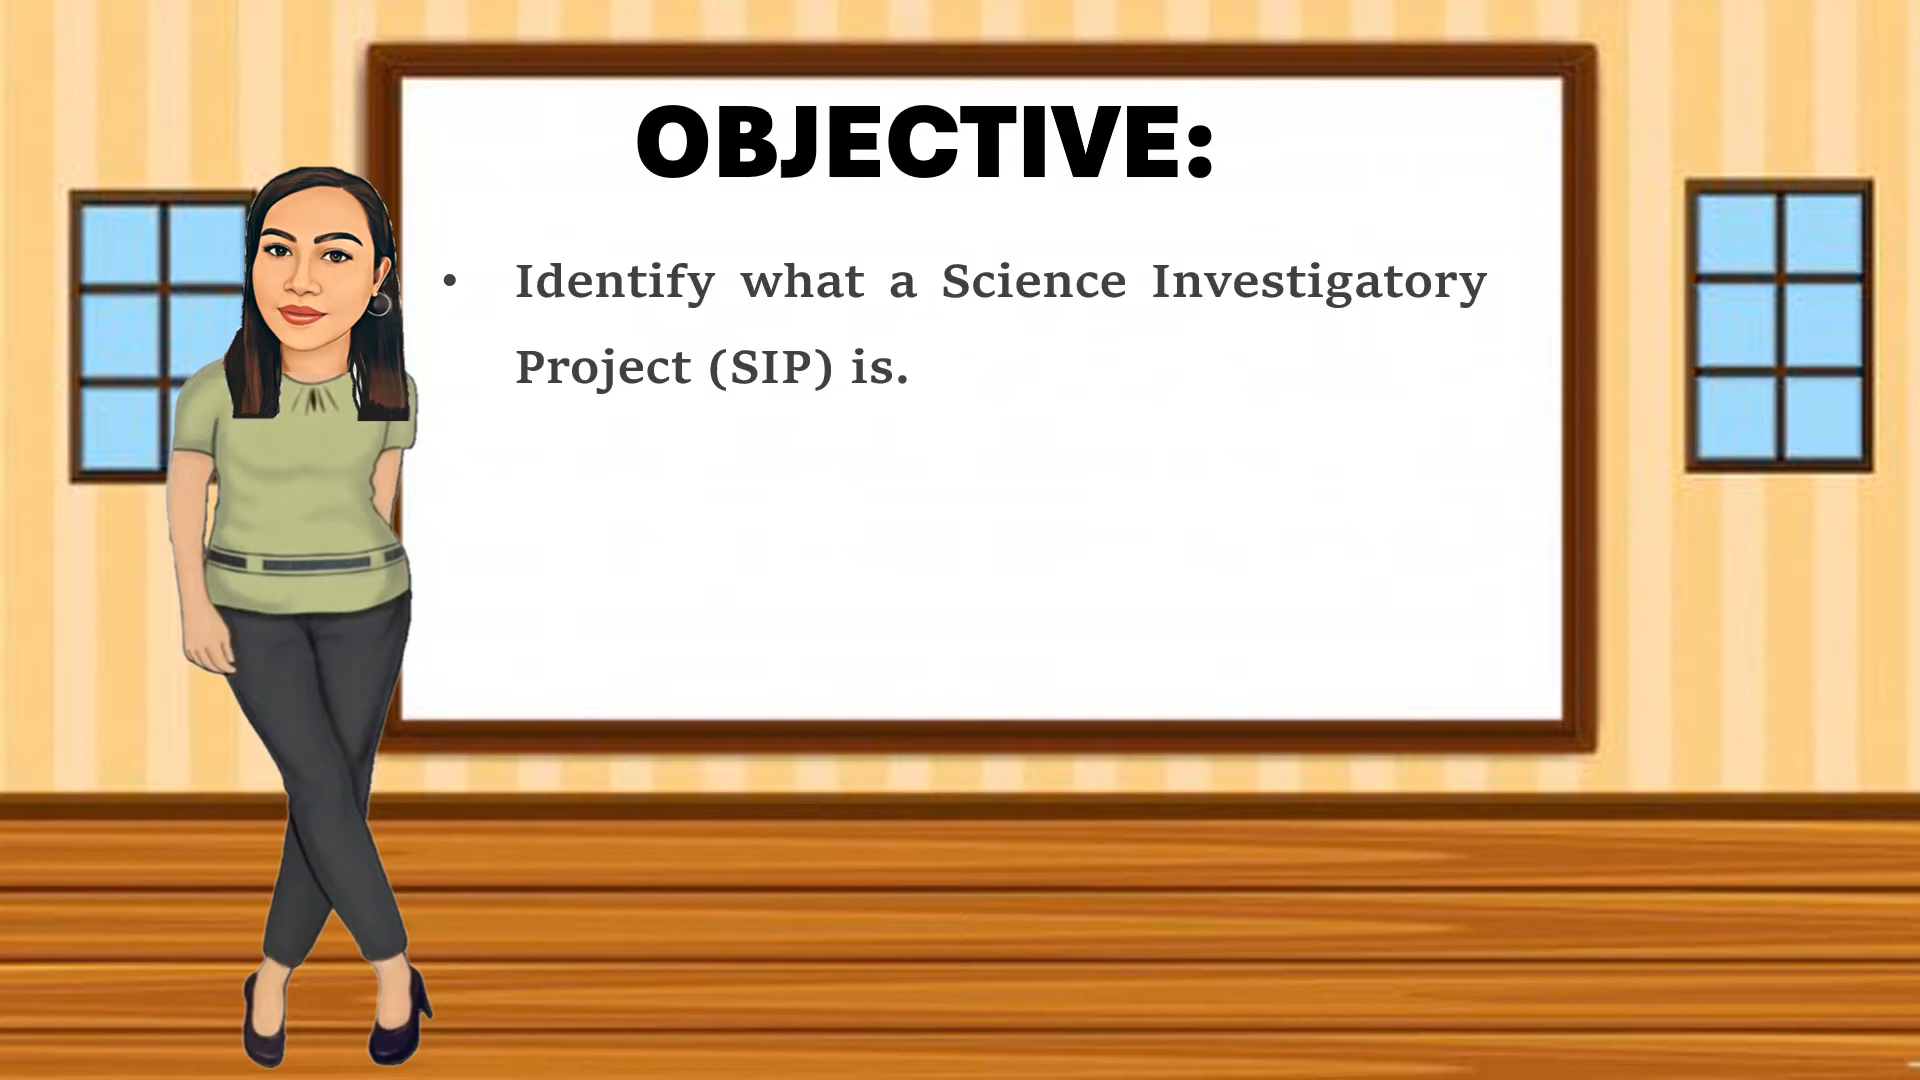 OBJECTIVE:
• Identify what a Science Investigatory
Project (SIP) is.